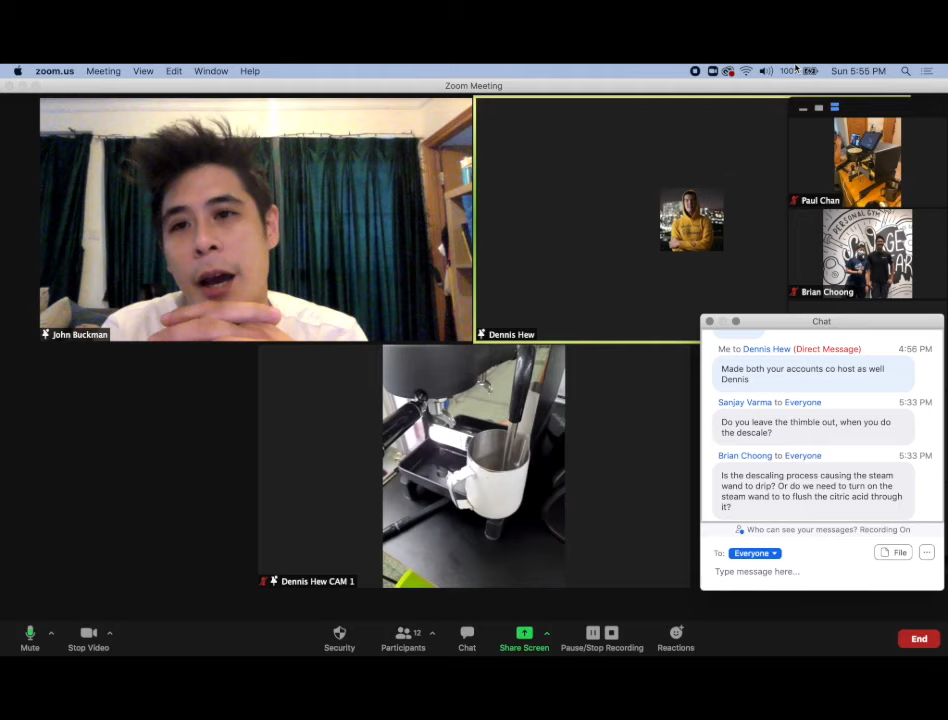 zoom.us Meeting View Edit Window Help
100% Sun 5:55 PM
Zoom Meeting
John Buckman
Dennis Hew
Paul Chan
PERSONAL GYM
Brian Choong
Dennis Hew CAM 1
Chat
Me to Dennis Hew (Direct Message) 4:56 PM
Made both your accounts co host as well
Dennis
Sanjay Varma to Everyone 5:33 PM
Do you leave the thimble out, when you do
the descale?
Brian Choong to Everyone 5:33 PM
Is the descaling process causing the steam
wand to drip? Or do we need to turn on the
steam wand to to flush the citric acid through
it?
Who can see your messages? Recording On
To: Everyone File
Type message here...
Mute
Stop Video
Security
12
Participants
Chat
Share Screen
Pause/Stop Recording
Reactions
End